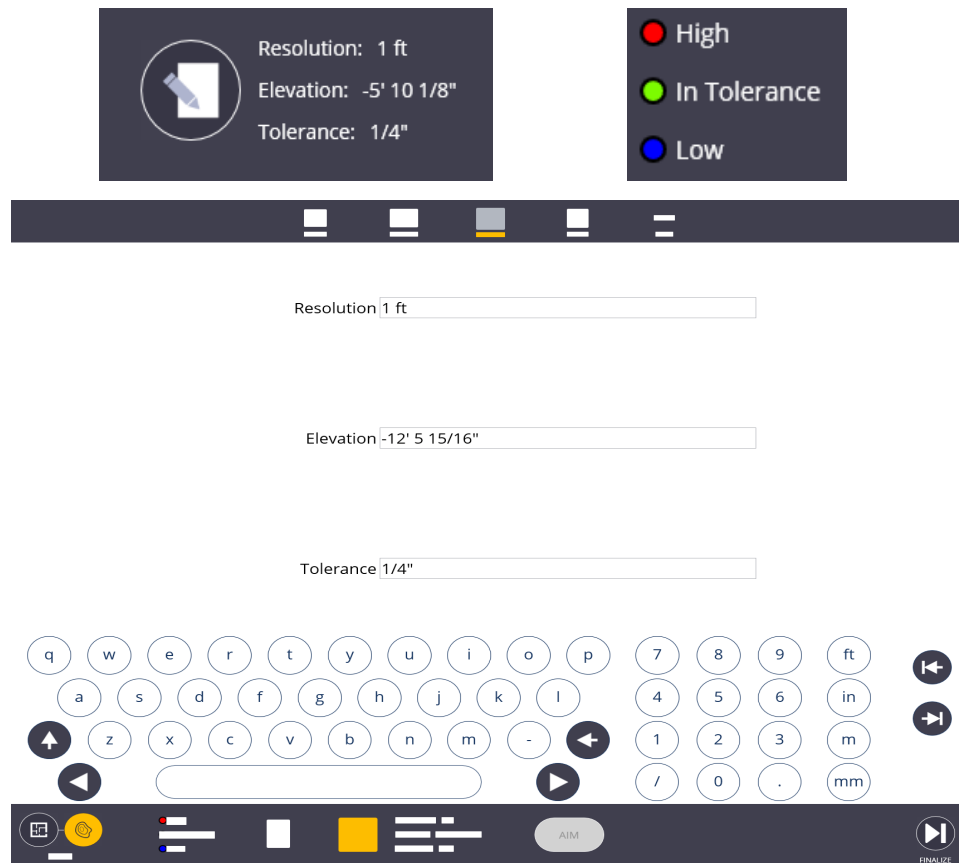 Resolution: 1 ft
Elevation: -5' 10 1/8"
Tolerance: 1/4"
High
In Tolerance
Low
Resolution 1 ft
Elevation -12' 5 15/16"
Tolerance 1/4"
q w e r t y u i o p 7 8 9 ft
a s d f g h j k l 4 5 6 in
z x c v b n m - 1 2 3 m
/ 0 . mm
AIM
FINALIZE